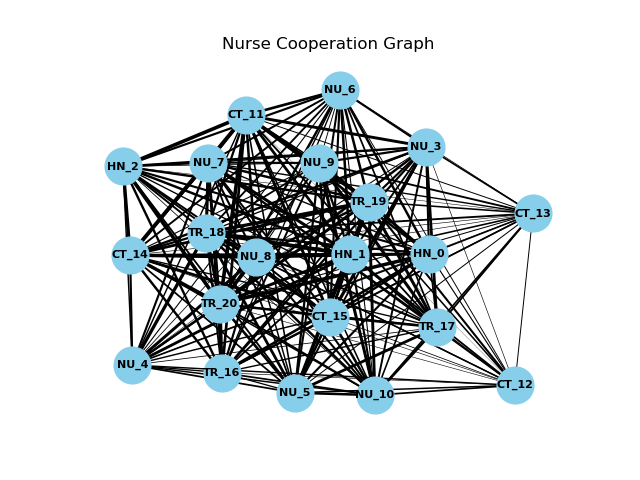 Nurse Cooperation Graph
NU_6
CT_11
NU_3
HN_2
NU_7
NU_9
TR_19
CT_13
TR_18
CT_14
NU_8
HN_1
HN_0
TR_20
CT_15
TR_17
NU_4
TR_16
NU_5
NU_10
CT_12